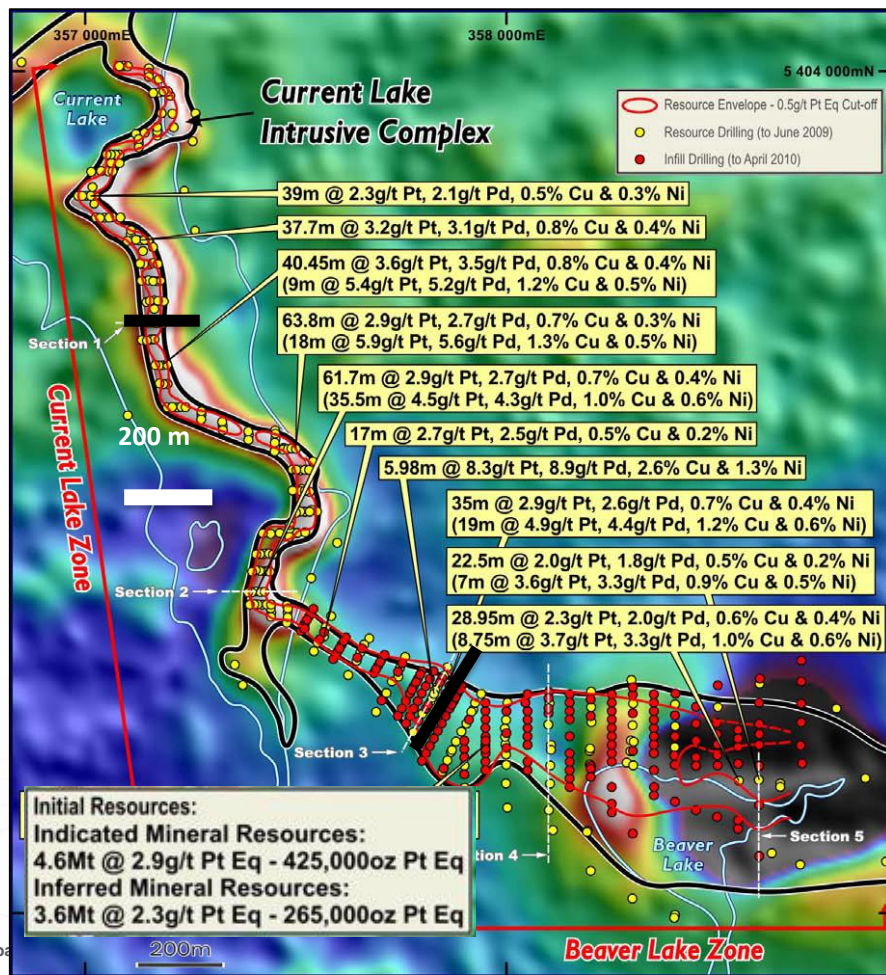 357 000mE
358 000mE
5 404 000mN
Current
Lake
Current Lake
Intrusive Complex
Resource Envelope - 0.5g/t Pt Eq Cut-off
Resource Drilling (to June 2009)
Infill Drilling (to April 2010)
39m @ 2.3g/t Pt, 2.1g/t Pd, 0.5% Cu & 0.3% Ni
37.7m @ 3.2g/t Pt, 3.1g/t Pd, 0.8% Cu & 0.4% Ni
40.45m @ 3.6g/t Pt, 3.5g/t Pd, 0.8% Cu & 0.4% Ni
(9m @ 5.4g/t Pt, 5.2g/t Pd, 1.2% Cu & 0.5% Ni)
63.8m @ 2.9g/t Pt, 2.7g/t Pd, 0.7% Cu & 0.3% Ni
(18m @ 5.9g/t Pt, 5.6g/t Pd, 1.3% Cu & 0.5% Ni)
Section 1
61.7m @ 2.9g/t Pt, 2.7g/t Pd, 0.7% Cu & 0.4% Ni
(35.5m @ 4.5g/t Pt, 4.3g/t Pd, 1.0% Cu & 0.6% Ni)
Current Lake Zone
200 m
17m @ 2.7g/t Pt, 2.5g/t Pd, 0.5% Cu & 0.2% Ni
5.98m @ 8.3g/t Pt, 8.9g/t Pd, 2.6% Cu & 1.3% Ni
35m @ 2.9g/t Pt, 2.6g/t Pd, 0.7% Cu & 0.4% Ni
(19m @ 4.9g/t Pt, 4.4g/t Pd, 1.2% Cu & 0.6% Ni)
22.5m @ 2.0g/t Pt, 1.8g/t Pd, 0.5% Cu & 0.2% Ni
(7m @ 3.6g/t Pt, 3.3g/t Pd, 0.9% Cu & 0.5% Ni)
Section 2
28.95m @ 2.3g/t Pt, 2.0g/t Pd, 0.6% Cu & 0.4% Ni
(8.75m @ 3.7g/t Pt, 3.3g/t Pd, 1.0% Cu & 0.6% Ni)
Section 3
Initial Resources:
Indicated Mineral Resources:
4.6Mt @ 2.9g/t Pt Eq - 425,000oz Pt Eq
Inferred Mineral Resources:
3.6Mt @ 2.3g/t Pt Eq - 265,000oz Pt Eq
ction 4
Section 5
Beaver
Lake
200m
Beaver Lake Zone